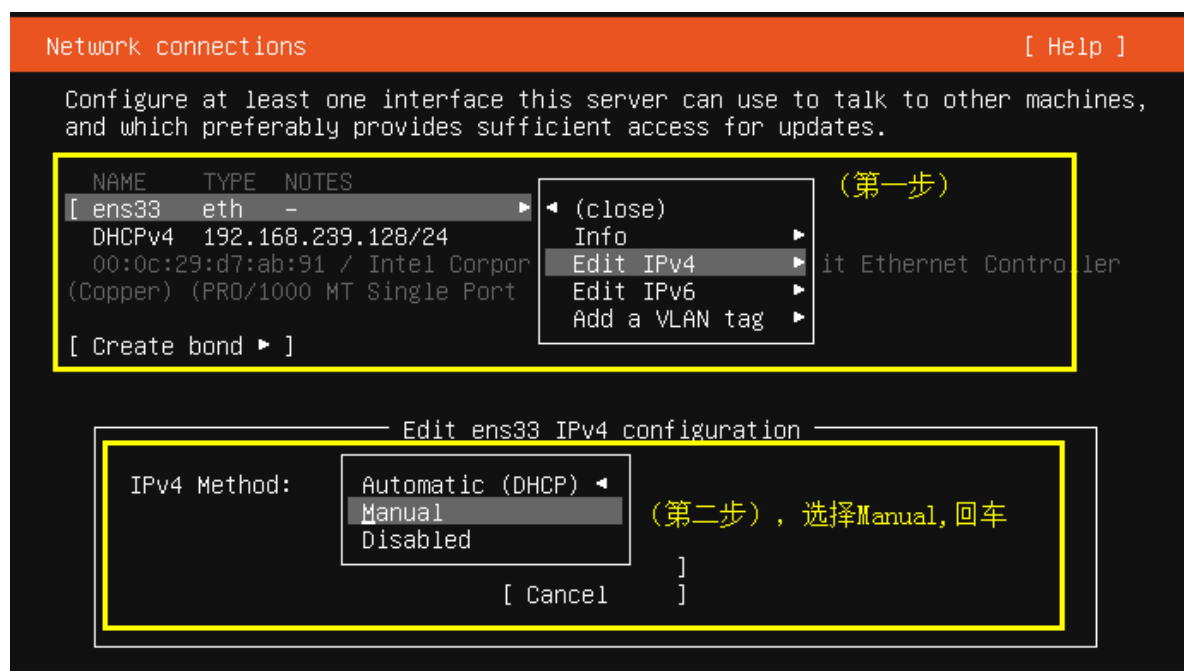 Network connections [ Help ]
Configure at least one interface this server can use to talk to other machines,
and which preferably provides sufficient access for updates.
NAME TYPE NOTES
(第一步)
[ ens33 eth – ▸ ◂ (close)
DHCPv4 192.168.239.128/24 Info ▸
00:0c:29:d7:ab:91 / Intel Corpor Edit IPv4 ▸ it Ethernet Controller
(Copper) (PRO/1000 MT Single Port Edit IPv6 ▸
Add a VLAN tag ▸
[ Create bond ▸ ]
Edit ens33 IPv4 configuration
IPv4 Method: Automatic (DHCP) ◂
Manual (第二步),选择Manual,回车
Disabled
]
[ Cancel ]